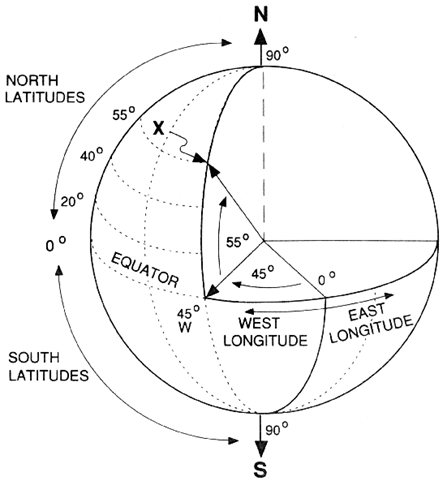 N
90°
NORTH
LATITUDES
55°
X
40°
20°
0°
55°
EQUATOR
45°
0°
45°
W
WEST
LONGITUDE
EAST
LONGITUDE
SOUTH
LATITUDES
90°
S